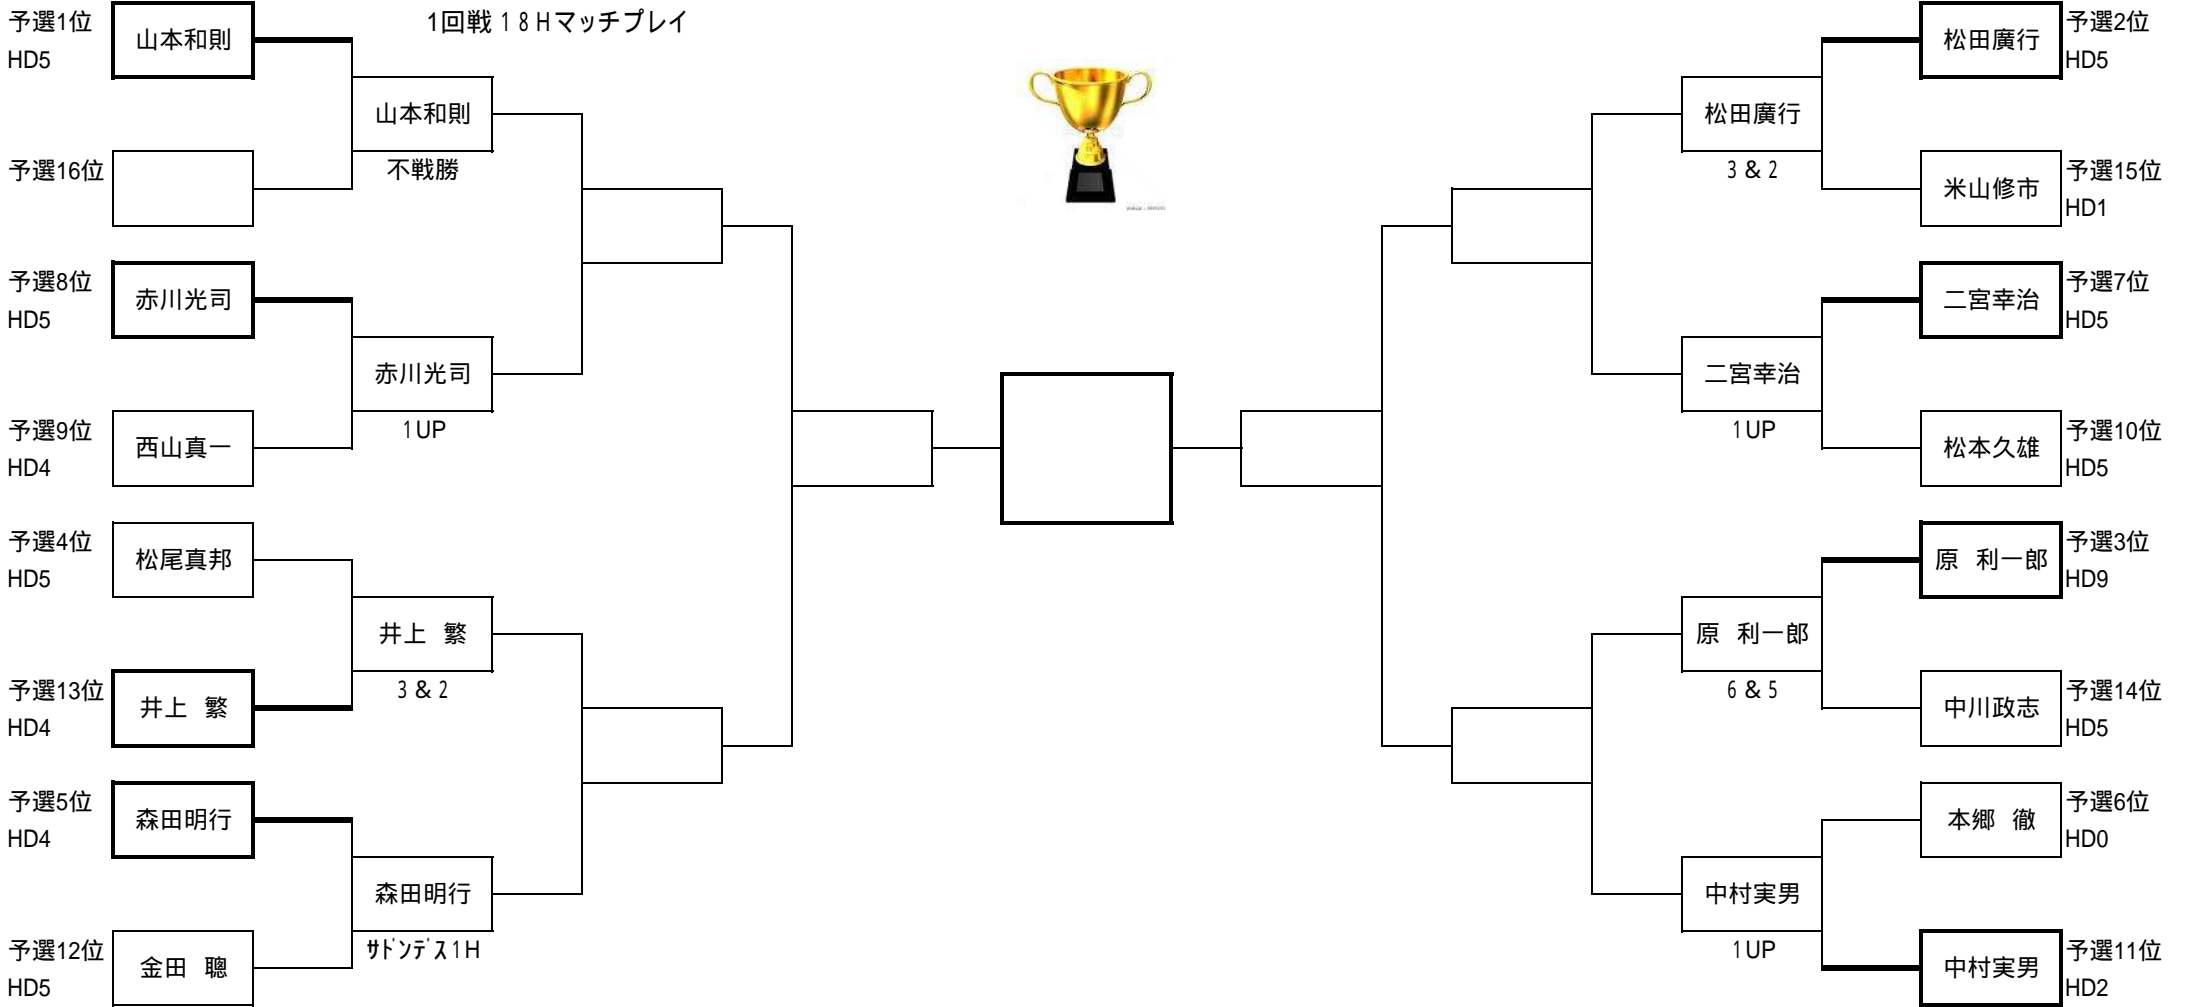 1回戦 18Hマッチプレイ
予選1位
HD5
山本和則
山本和則
不戦勝
予選16位
予選8位
HD5
赤川光司
赤川光司
1UP
予選9位
HD4
西山真一
予選4位
HD5
松尾真邦
井上 繁
3&2
予選13位
HD4
井上 繁
予選5位
HD4
森田明行
森田明行
ｻﾄﾞﾝﾃﾞｽ1H
予選12位
HD5
金田 聰
松田廣行
予選2位
HD5
松田廣行
3&2
米山修市
予選15位
HD1
二宮幸治
予選7位
HD5
二宮幸治
1UP
松本久雄
予選10位
HD5
原 利一郎
予選3位
HD9
原 利一郎
6&5
中川政志
予選14位
HD5
本郷 徹
予選6位
HD0
中村実男
1UP
中村実男
予選11位
HD2